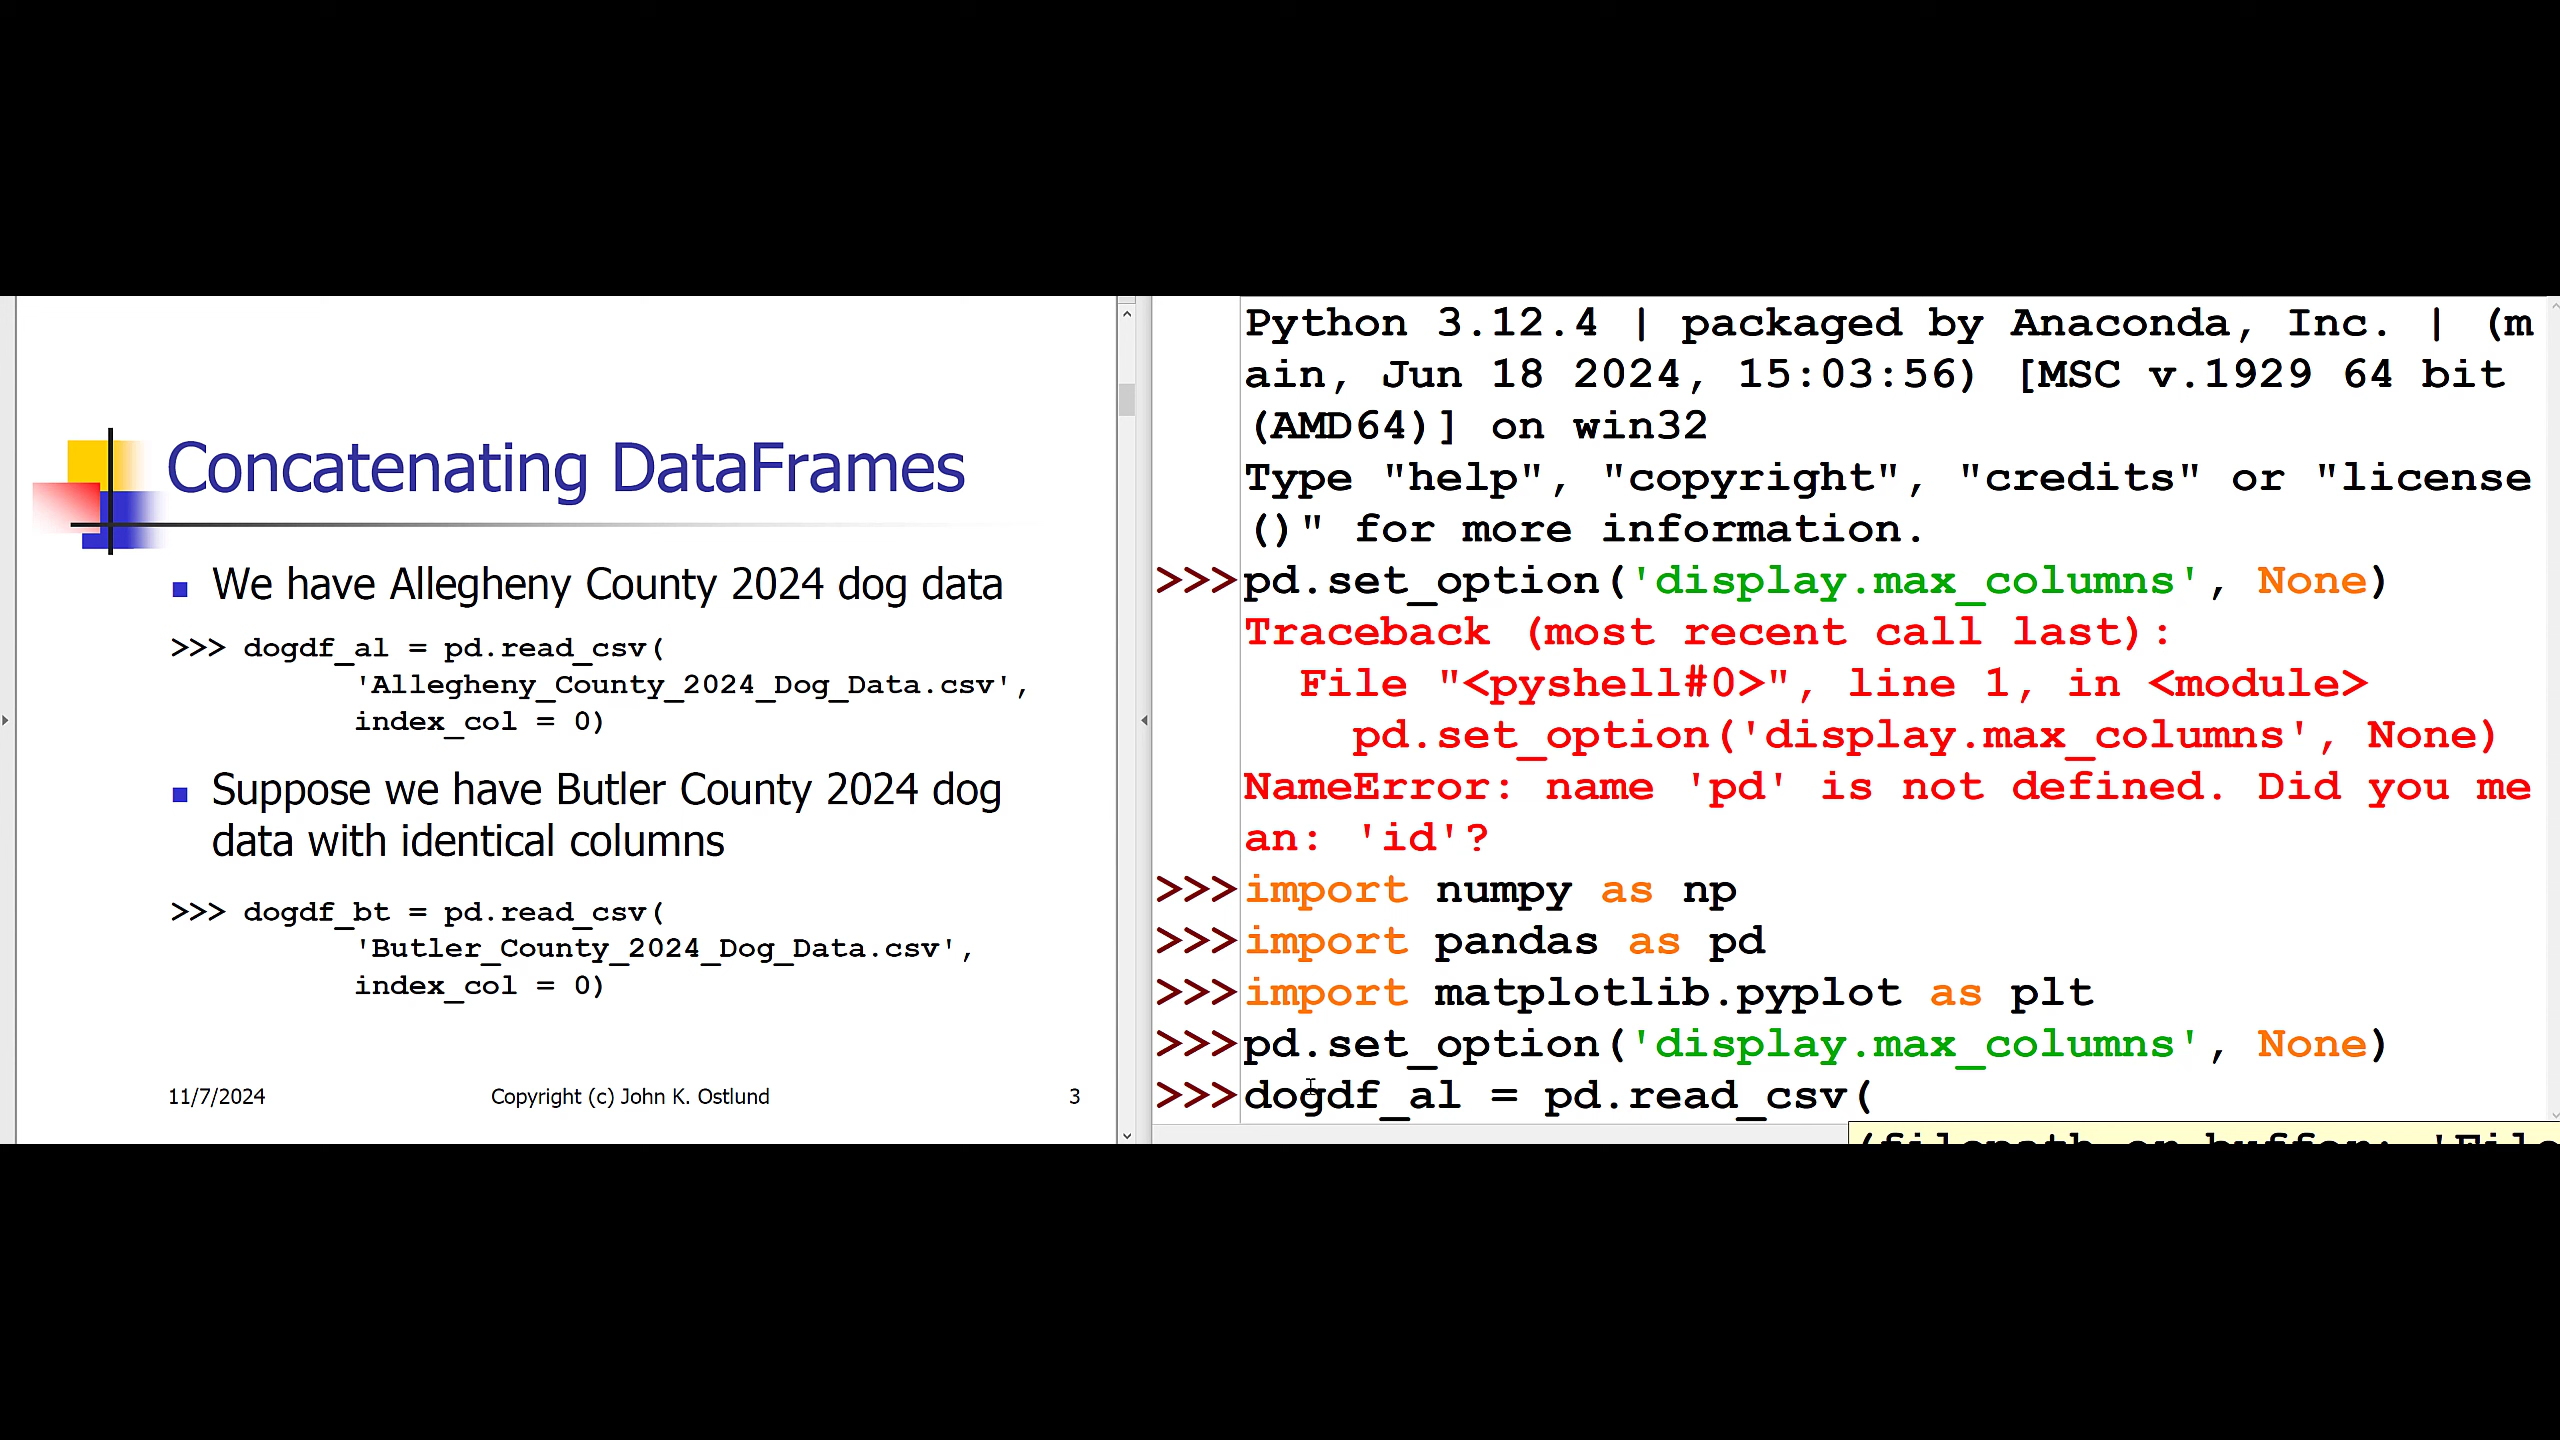 Concatenating DataFrames
We have Allegheny County 2024 dog data
>>> dogdf_al = pd.read_csv(
'Allegheny_County_2024_Dog_Data.csv',
index_col = 0)
Suppose we have Butler County 2024 dog
data with identical columns
>>> dogdf_bt = pd.read_csv(
'Butler_County_2024_Dog_Data.csv',
index_col = 0)
11/7/2024 Copyright (c) John K. Ostlund 3
Python 3.12.4 | packaged by Anaconda, Inc. | (m
ain, Jun 18 2024, 15:03:56) [MSC v.1929 64 bit
(AMD64)] on win32
Type "help", "copyright", "credits" or "license
()" for more information.
>>> pd.set_option('display.max_columns', None)
Traceback (most recent call last):
File "<pyshell#0>", line 1, in <module>
pd.set_option('display.max_columns', None)
NameError: name 'pd' is not defined. Did you me
an: 'id'?
>>> import numpy as np
>>> import pandas as pd
>>> import matplotlib.pyplot as plt
>>> pd.set_option('display.max_columns', None)
>>> dogdf_al = pd.read_csv(